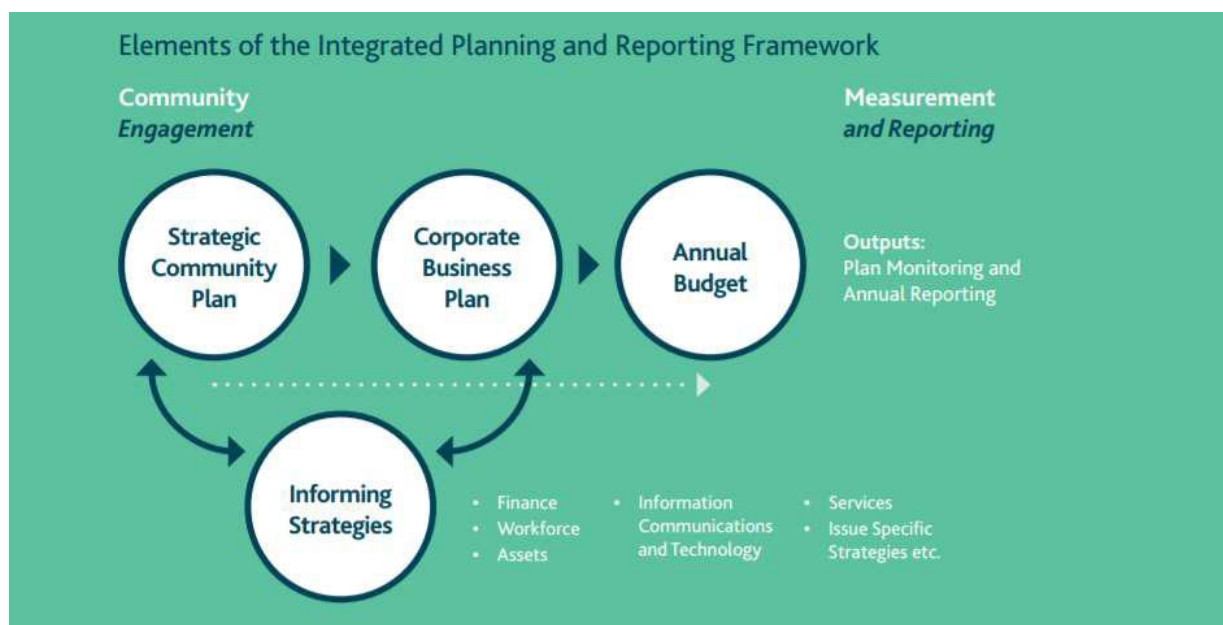 Elements of the Integrated Planning and Reporting Framework
Community
Engagement
Measurement
and Reporting
Strategic
Community
Plan
Corporate
Business
Plan
Annual
Budget
Outputs:
Plan Monitoring and
Annual Reporting
Informing
Strategies
• Finance
• Workforce
• Assets
• Information
Communications
and Technology
• Services
• Issue Specific
Strategies etc.